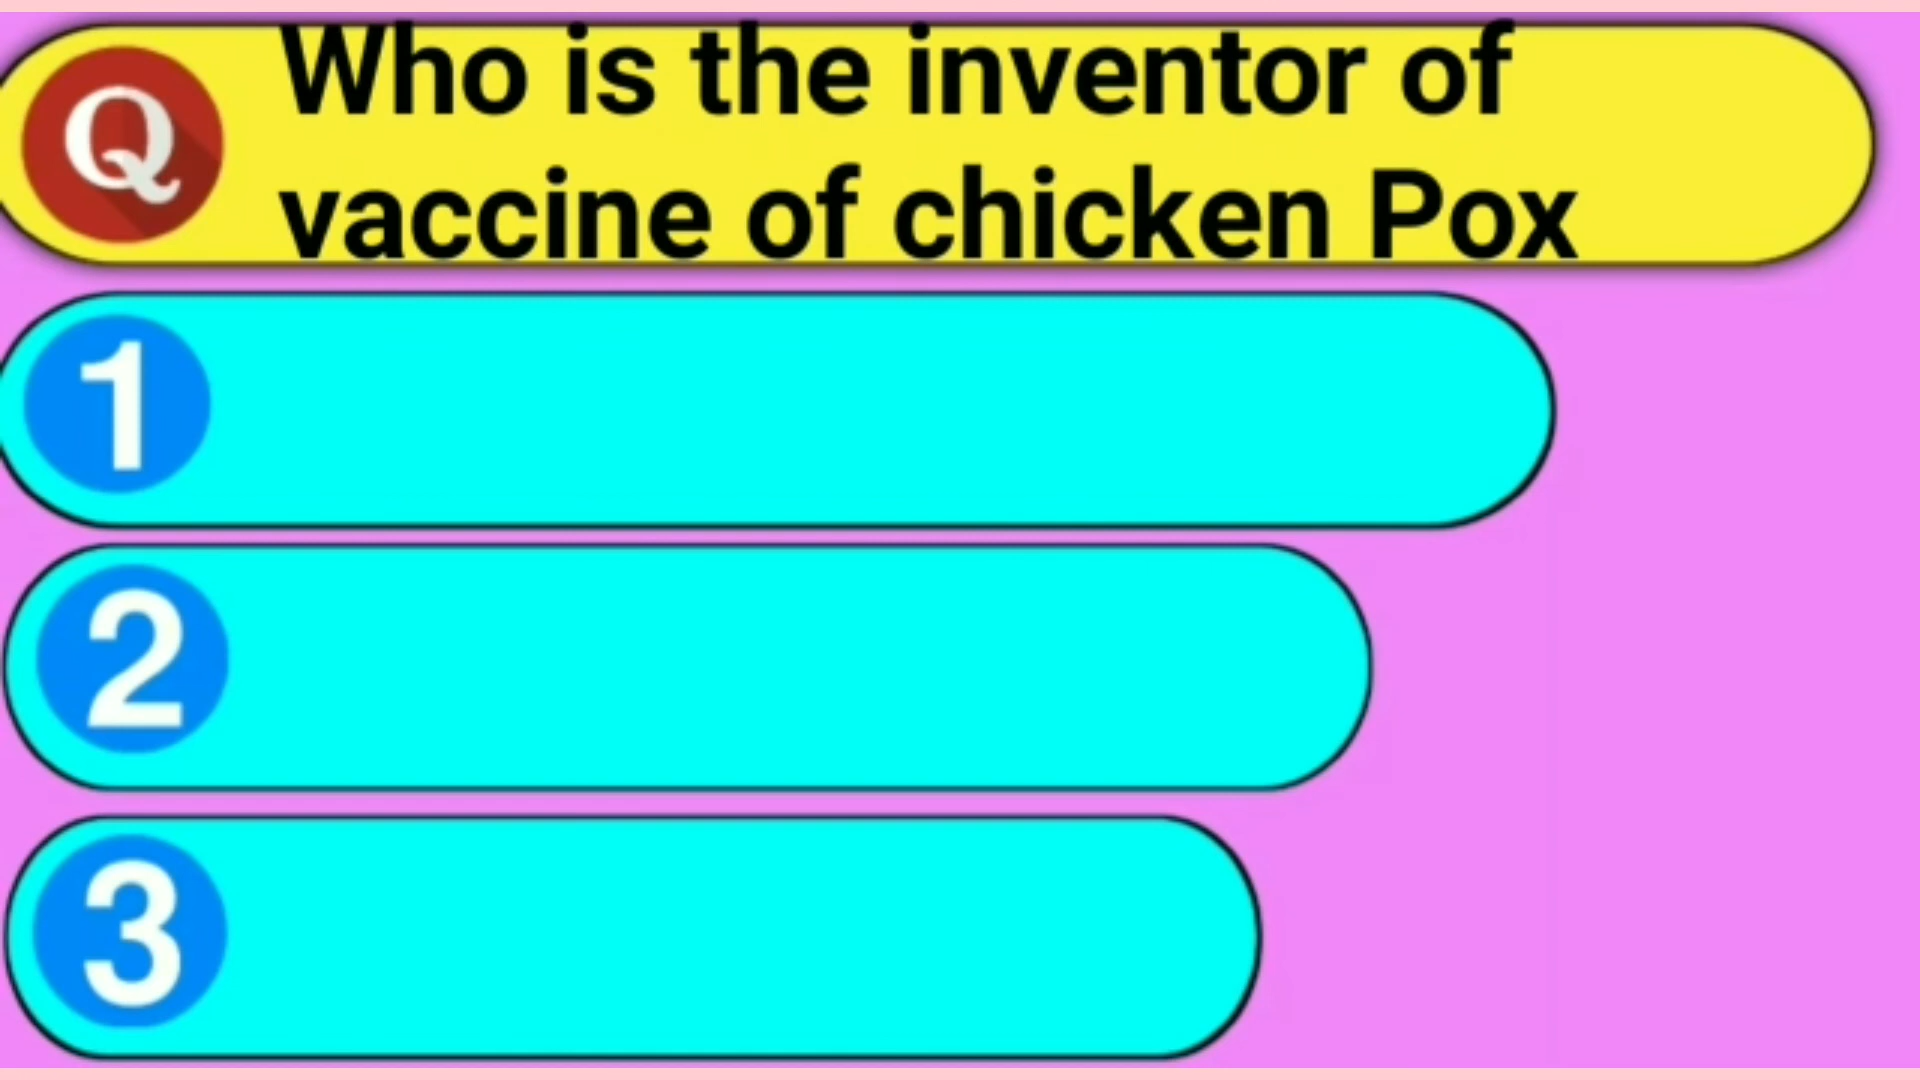 Q
Who is the inventor of
vaccine of chicken Pox
1
2
3